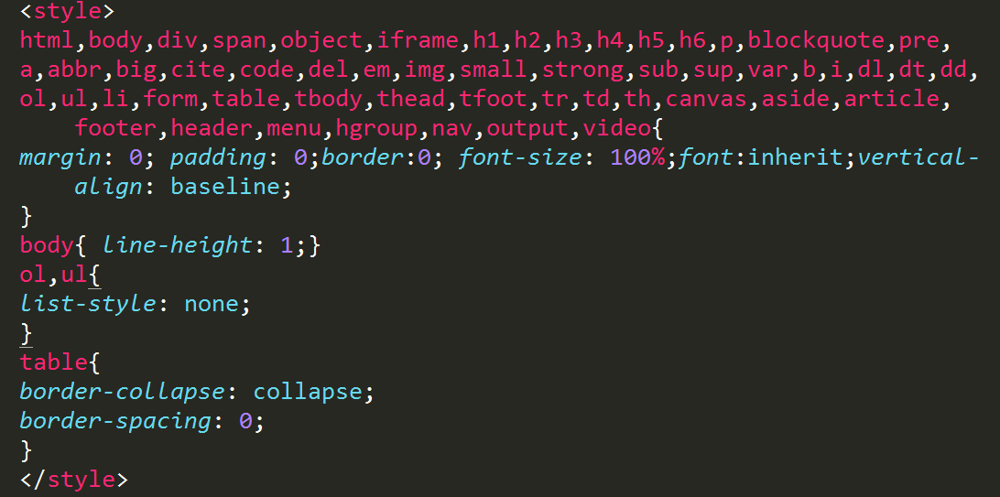 <style>
html,body,div,span,object,iframe,h1,h2,h3,h4,h5,h6,p,blockquote,pre,
a,abbr,big,cite,code,del,em,img,small,strong,sub,sup,var,b,i,dl,dt,dd,
ol,ul,li,form,table,tbody,thead,tfoot,tr,td,th,canvas,aside,article,
footer,header,menu,hgroup,nav,output,video{
margin: 0; padding: 0;border:0; font-size: 100%;font:inherit;vertical-
align: baseline;
}
body{ line-height: 1;}
ol,ul{
list-style: none;
}
table{
border-collapse: collapse;
border-spacing: 0;
}
</style>